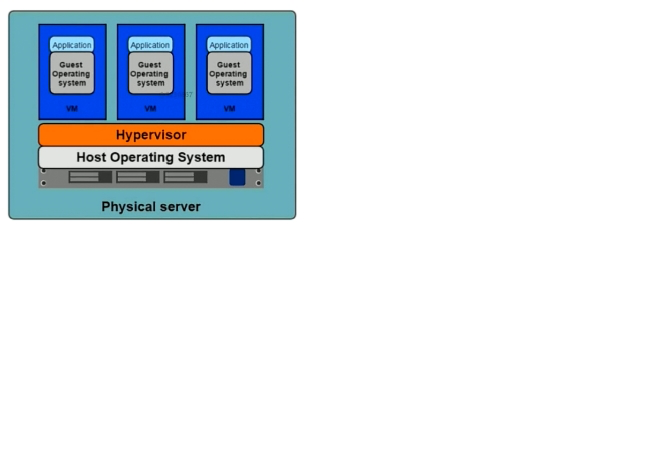 Application
Application
Application
Guest
Operating
system
Guest
Operating
system
Guest
Operating
system
VM
VM
VM
Hypervisor
Host Operating System
Physical server